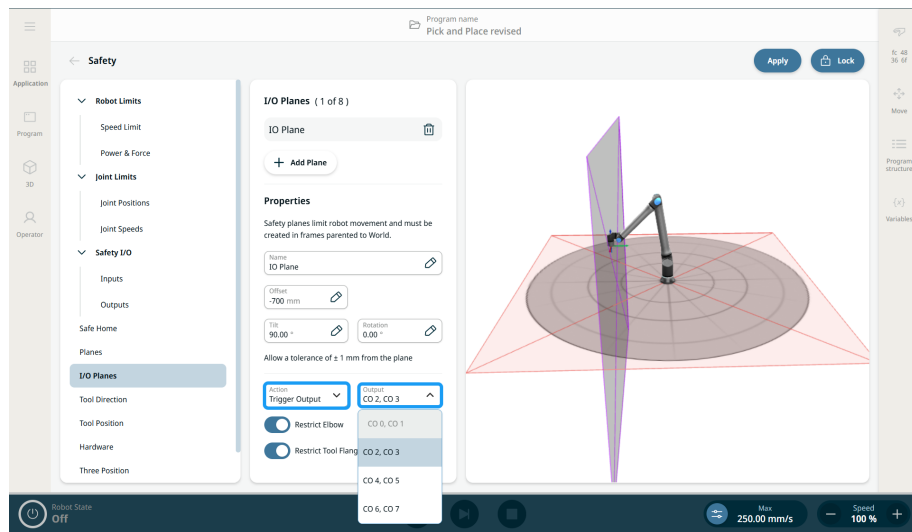 Program name
Pick and Place revised
Safety
Apply
Lock
fc 48
36 6f
Application
Program
3D
Operator
Move
Program
structure
{x}
Variables
Robot Limits
Speed Limit
Power & Force
Joint Limits
Joint Positions
Joint Speeds
Safety I/O
Inputs
Outputs
Safe Home
Planes
I/O Planes
Tool Direction
Tool Position
Hardware
Three Position
I/O Planes ( 1 of 8 )
IO Plane
Add Plane
Properties
Safety planes limit robot movement and must be
created in frames parented to World.
Name
IO Plane
Offset
-700 mm
Tilt
90.00 °
Rotation
0.00 °
Allow a tolerance of ± 1 mm from the plane
Action
Trigger Output
Output
CO 2, CO 3
Restrict Elbow
Restrict Tool Flang
CO 0, CO 1
CO 2, CO 3
CO 4, CO 5
CO 6, CO 7
Robot State
Off
Max
250.00 mm/s
Speed
100 %